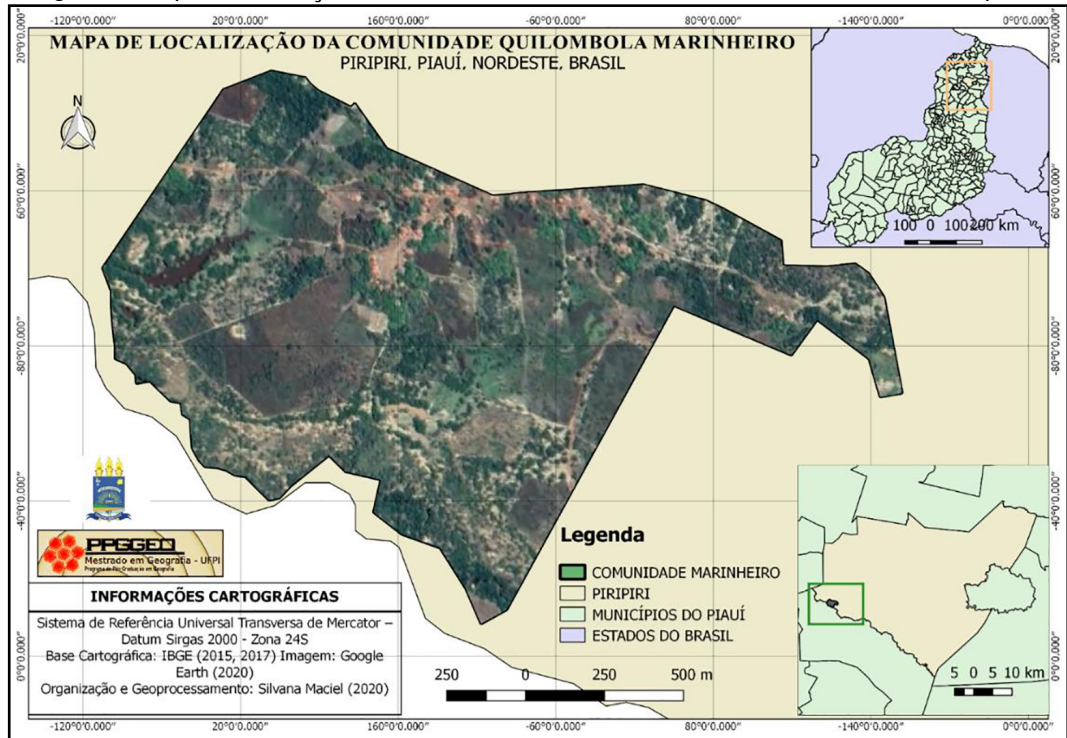 -120°0'0.000" 200°0'0.000" 160°0'0.000" -60°0'0.000" 80°0'0.000" -140°0'0.000" 0°0'0.000"
MAPA DE LOCALIZAÇÃO DA COMUNIDADE QUILOMBOLA MARINHEIRO
PIRIPIRI, PIAUÍ, NORDESTE, BRASIL
N
20°0'0.000"
60°0'0.000"
-80°0'0.000"
-40°0'0.000"
0°0'0.000"
20°0'0.000"
60°0'0.000"
-80°0'0.000"
-40°0'0.000"
0°0'0.000"
100 0 100 200 km
PPGGEO
Mestrado em Geografia - UFPI
Programa de Pós-Graduação em Geografia
INFORMAÇÕES CARTOGRÁFICAS
Sistema de Referência Universal Transversa de Mercator –
Datum Sirgas 2000 - Zona 24S
Base Cartográfica: IBGE (2015, 2017) Imagem: Google
Earth (2020)
Organização e Geoprocessamento: Silvana Maciel (2020)
Legenda
COMUNIDADE MARINHEIRO
PIRIPIRI
MUNICÍPIOS DO PIAUÍ
ESTADOS DO BRASIL
250 0 250 500 m
5 0 5 10 km
-120°0'0.000" 200°0'0.000" 160°0'0.000" -60°0'0.000" 80°0'0.000" -140°0'0.000" 0°0'0.000"